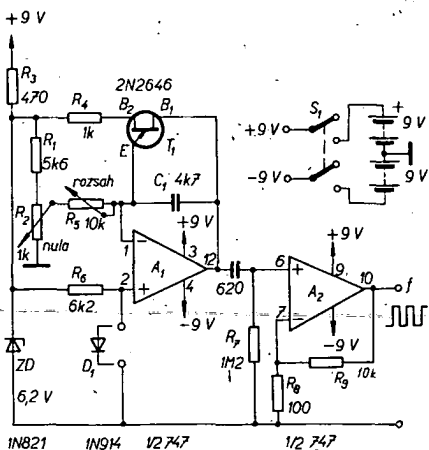 +9 V
R3
470
R4
1k
2N2646
B2
B1
E
T1
R1
5k6
R2
1k
nula
rozsah
R5
10k
C1 4k7
+9 V
S1
+9V
-9 V
+
9 V
9V
1
2
3
4
12
A1
-9 V
R6
6k2
620
R7
1M2
+9V
6
7
9
10
A2
-9 V
f
R9
10k
R8
100
ZD
6,2 V
D1
1N821
1N914
1/2 747
1/2 747